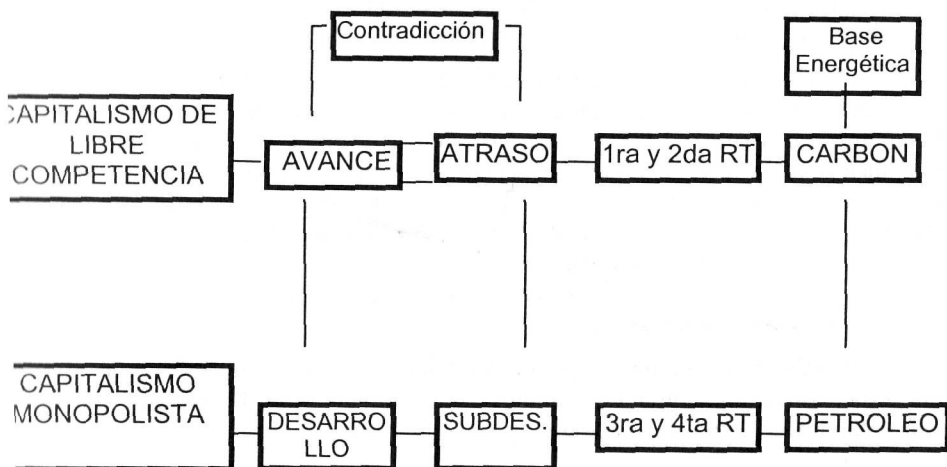 Contradicción
Base
Energética
CAPITALISMO DE
LIBRE
COMPETENCIA
AVANCE
ATRASO
1ra y 2da RT
CARBON
CAPITALISMO
MONOPOLISTA
DESARRO
LLO
SUBDES.
3ra y 4ta RT
PETROLEO